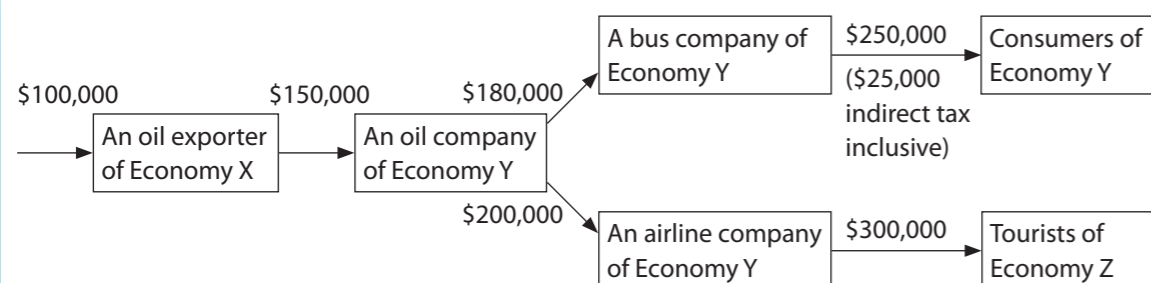 $100,000
An oil exporter
of Economy X
$150,000
An oil company
of Economy Y
$180,000
A bus company of
Economy Y
$250,000
($25,000
indirect tax
inclusive)
Consumers of
Economy Y
$200,000
An airline company
of Economy Y
$300,000
Tourists of
Economy Z